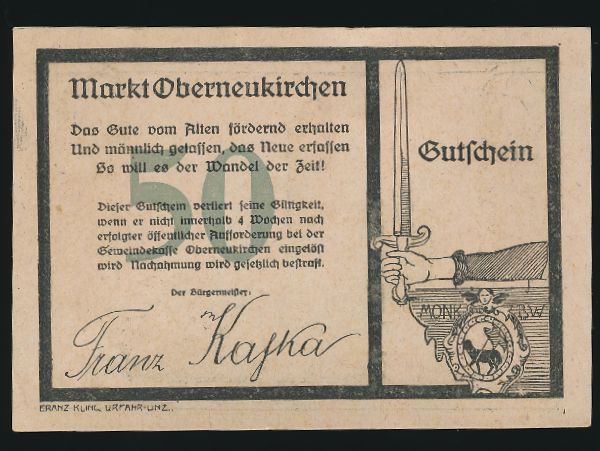 Markt Oberneukirchen
Das Gute vom Alten fördernd erhalten
Und männlich gelassen, das Neue erfassen
So will es der Wandel der Zeit!
50
Dieser Gutschein verliert seine Giltigkeit,
wenn er nicht innerhalb 4 Wochen nach
erfolgter öffentlicher Aufforderung bei der
Gemeindekasse Oberneukirchen eingelöst
wird Nachahmung wird gesetzlich bestraft.
Der Bürgermeister:
Franz Kafka
FRANZ KLING URFAHR-LINZ.
Gutschein